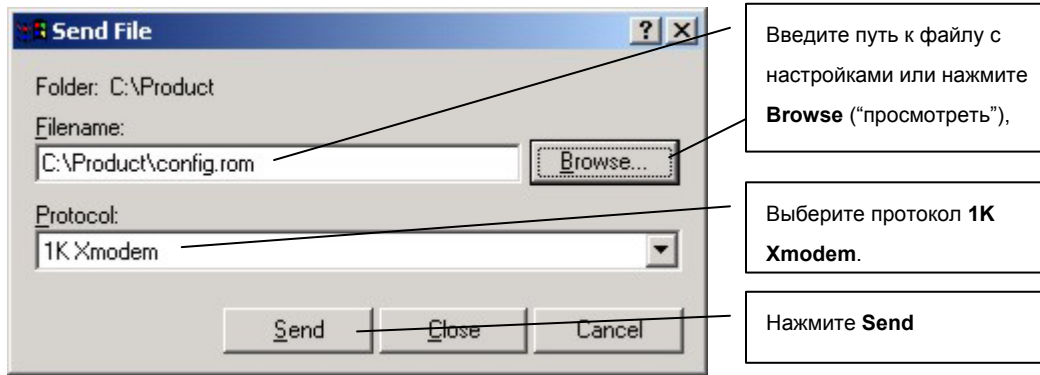 Send File
Folder: C:\Product
Filename:
C:\Product\config.rom
Browse...
Protocol:
1K Xmodem
Send
Close
Cancel
Введите путь к файлу с
настройками или нажмите
Browse (“просмотреть”),
Выберите протокол 1K
Xmodem.
Нажмите Send